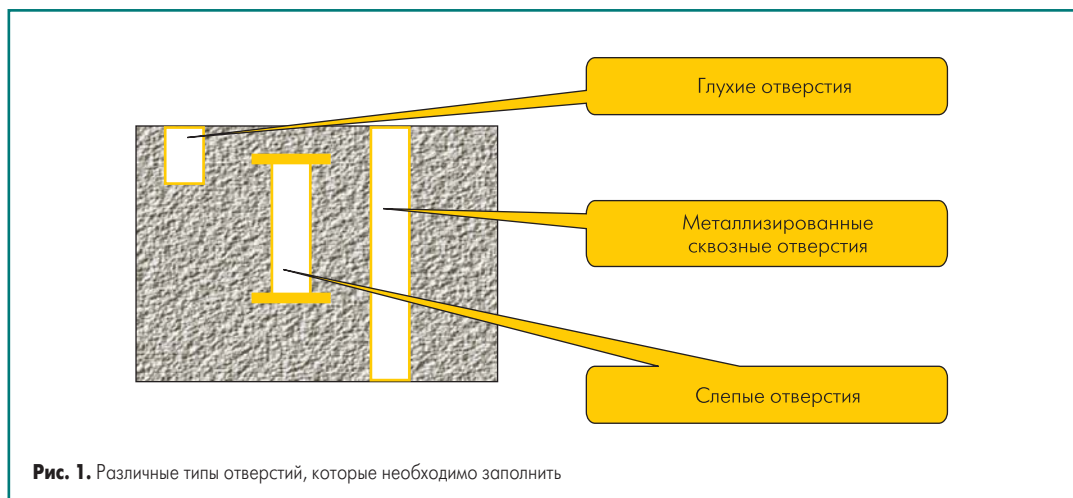 Глухие отверстия
Металлизированные
сквозные отверстия
Слепые отверстия
Рис. 1. Различные типы отверстий, которые необходимо заполнить